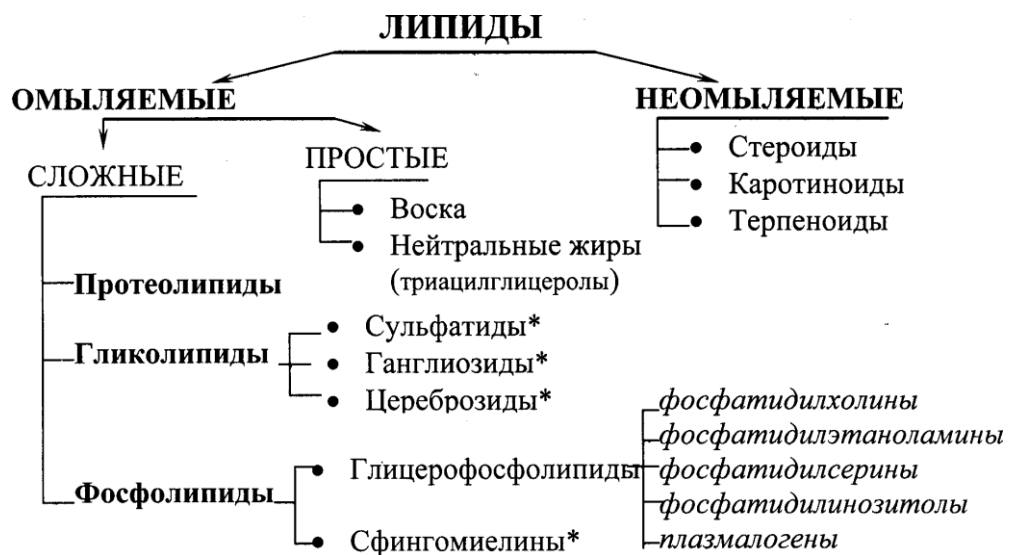 ЛИПИДЫ
ОМЫЛЯЕМЫЕ
НЕОМЫЛЯЕМЫЕ
СЛОЖНЫЕ
ПРОСТЫЕ
• Стероиды
• Каротиноиды
• Терпеноиды
• Воска
• Нейтральные жиры
(триацилглицеролы)
Протеолипиды
Гликолипиды
• Сульфатиды*
• Ганглиозиды*
• Цереброзиды*
Фосфолипиды
• Глицерофосфолипиды
• Сфингомиелины*
фосфатидилхолины
фосфатидилэтаноламины
фосфатидилсерины
фосфатидилинозитолы
плазмалогены